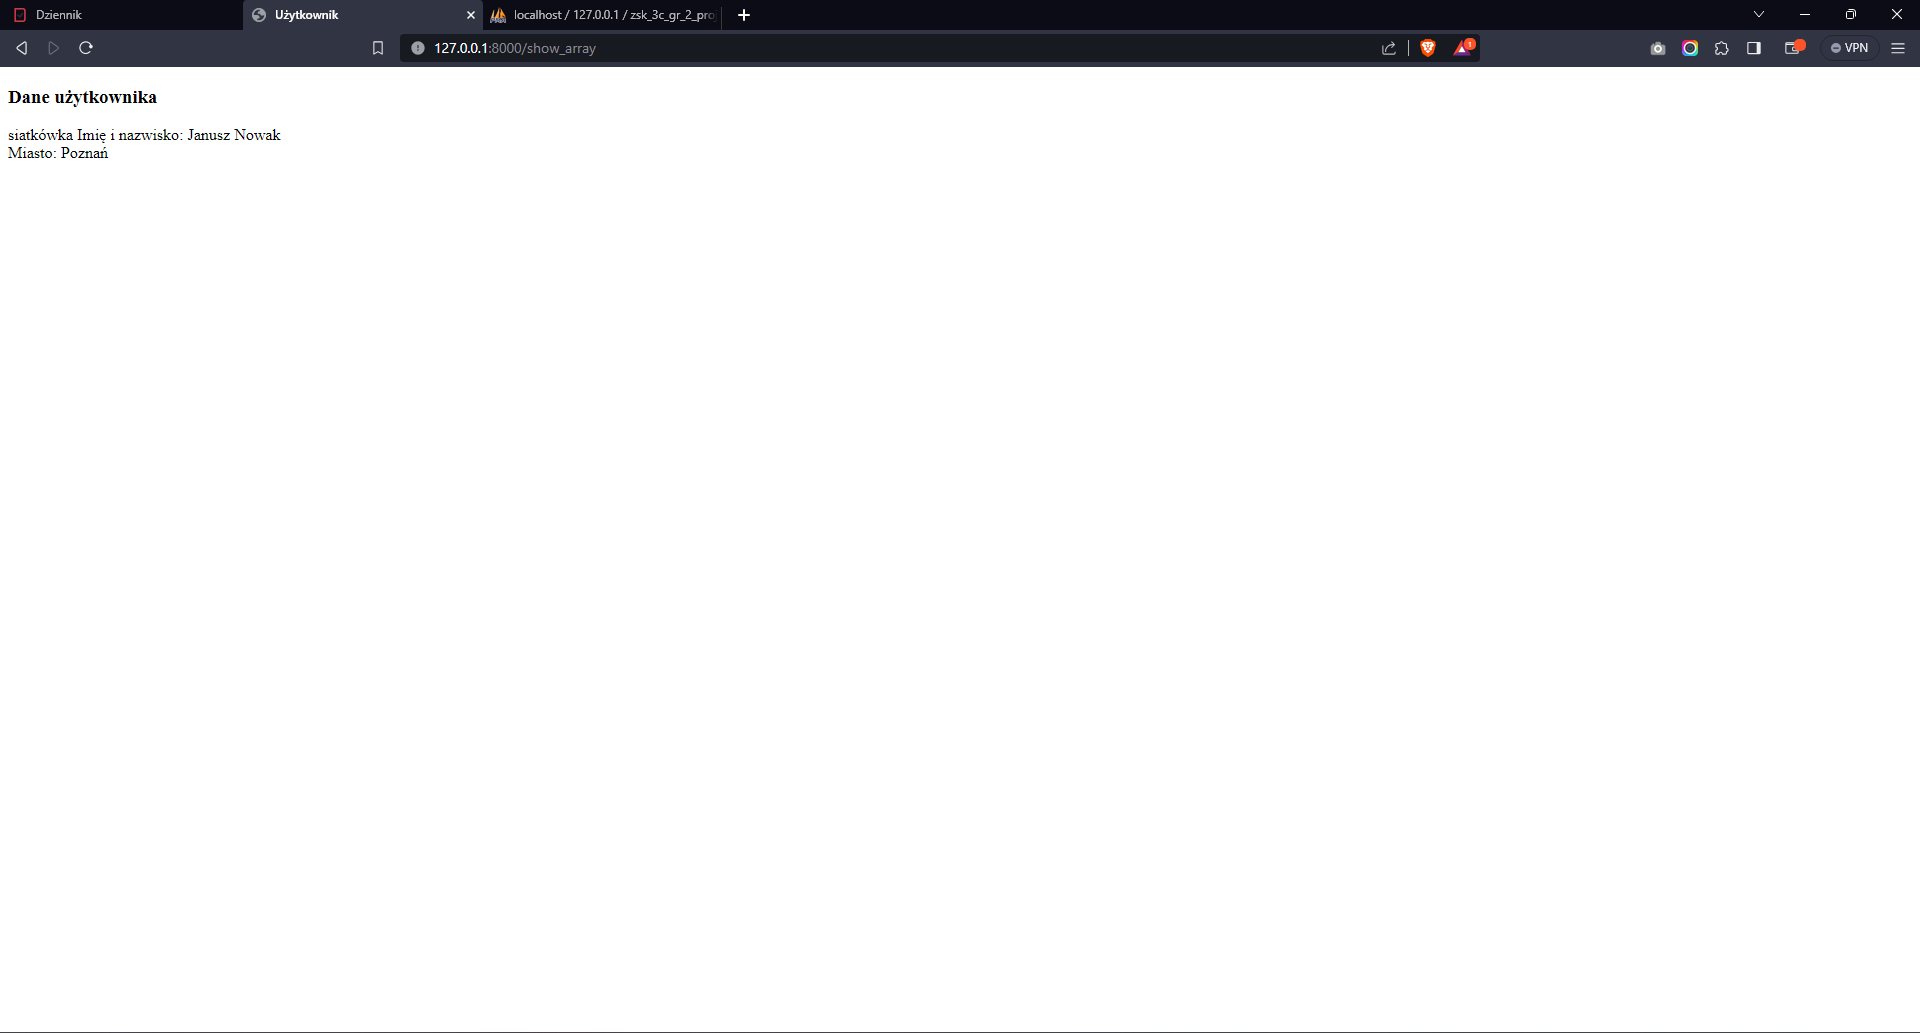 Dziennik
Użytkownik
localhost / 127.0.0.1 / zsk_3c_gr_2_pro
127.0.0.1:8000/show_array
1
VPN
Dane użytkownika
siatkówka Imię i nazwisko: Janusz Nowak
Miasto: Poznań